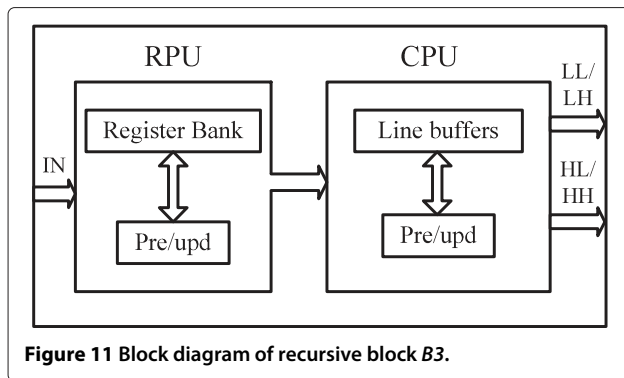 RPU
CPU
LL/
LH
Register Bank
Line buffers
IN
HL/
HH
Pre/upd
Pre/upd
Figure 11 Block diagram of recursive block B3.